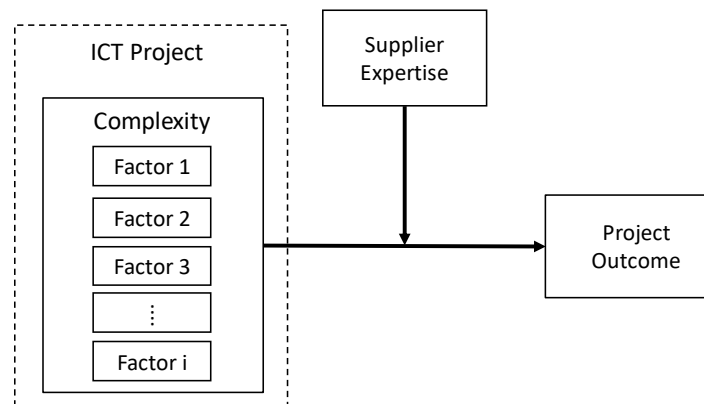 ICT Project
Complexity
Factor 1
Factor 2
Factor 3
⋮
Factor i
Supplier
Expertise
Project
Outcome